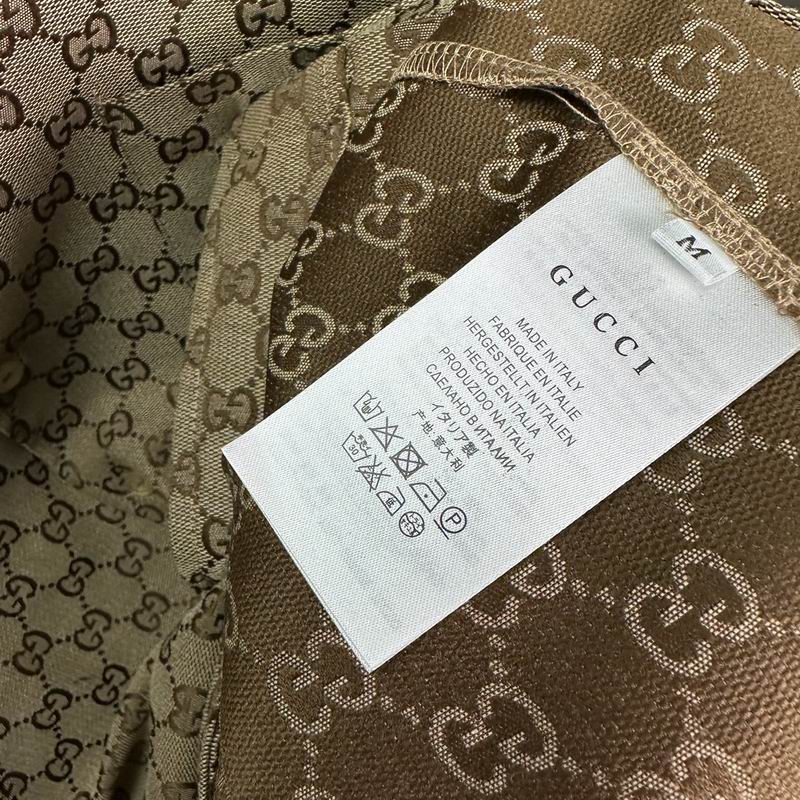 M
GUCCI
MADE IN ITALY
FABRIQUE EN ITALIE
HERGESTELLT IN ITALIEN
HECHO EN ITALIA
PRODUZIDO NA ITALIA
СДЕЛАНО В ИТАЛИИ
イタリア製
产地:意大利
P
30